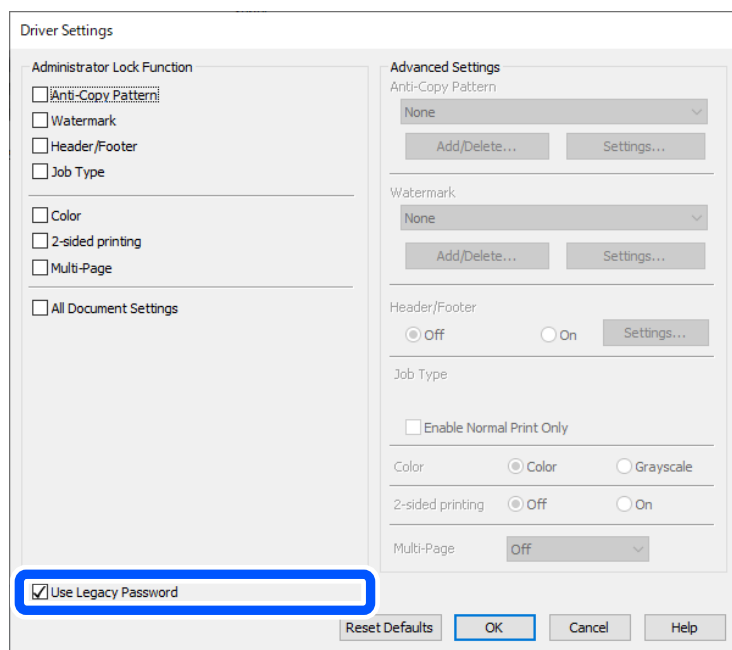 Driver Settings
Administrator Lock Function
Anti-Copy Pattern
Watermark
Header/Footer
Job Type
Color
2-sided printing
Multi-Page
All Document Settings
Use Legacy Password
Advanced Settings
Anti-Copy Pattern
None
Add/Delete... Settings...
Watermark
None
Add/Delete... Settings...
Header/Footer
Off On Settings...
Job Type
Enable Normal Print Only
Color Color Grayscale
2-sided printing Off On
Multi-Page Off
Reset Defaults OK Cancel Help